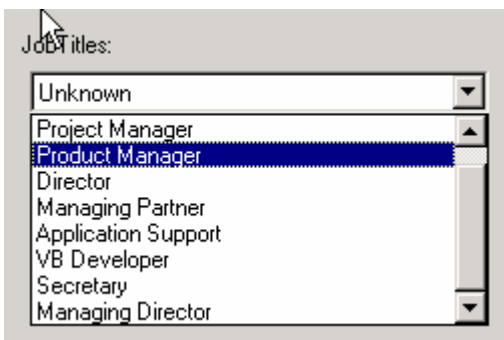 JobTitles:
Unknown
Project Manager
Product Manager
Director
Managing Partner
Application Support
VB Developer
Secretary
Managing Director